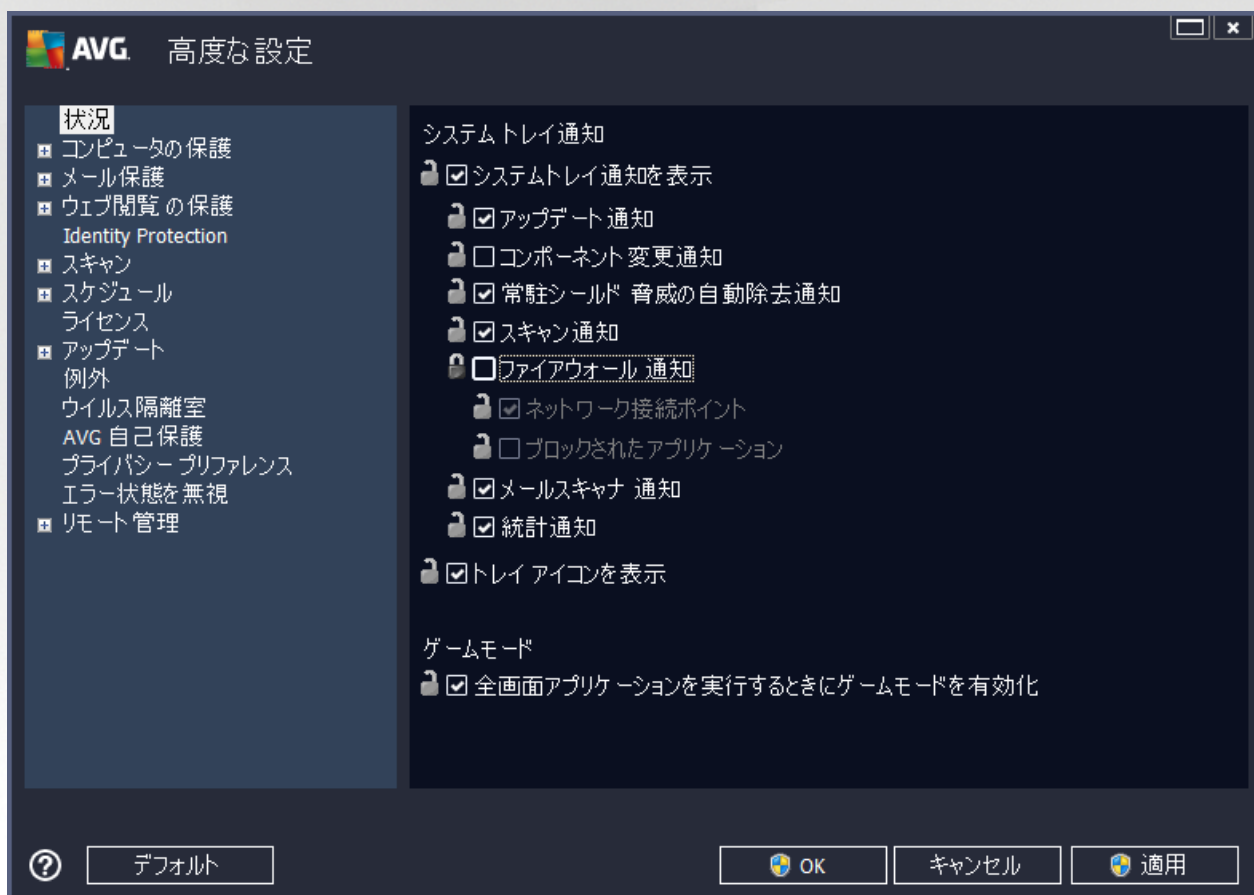 AVG. 高度な設定
状況
コンピュータの保護
メール保護
ウェブ閲覧 の保護
Identity Protection
スキャン
スケジュール
ライセンス
アップデート
例外
ウイルス隔離室
AVG 自己保護
プライバシー プリファレンス
エラー状態を無視
リモート管理
システムトレイ通知
システムトレイ通知を表示
アップデート通知
コンポーネント変更通知
常駐シールド 脅威の自動除去通知
スキャン通知
ファイアウォール 通知
ネットワーク接続ポイント
ブロックされたアプリケーション
メールスキャナ 通知
統計通知
トレイ アイコンを表示
ゲームモード
全画面アプリケーションを実行するときにゲームモードを有効化
デフォルト
OK
キャンセル
適用